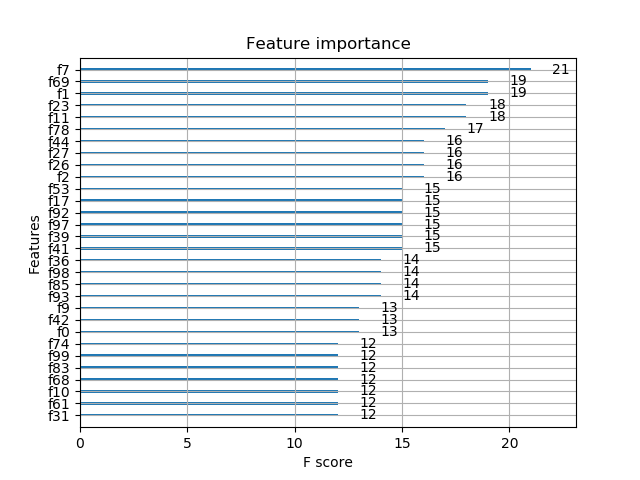 Feature importance
f7 21
f69 19
f1 19
f23 18
f11 18
f78 17
f44 16
f27 16
f26 16
f2 16
f53 15
f17 15
f92 15
f97 15
f39 15
f41 15
f36 14
f98 14
f85 14
f93 14
f9 13
f42 13
f0 13
f74 12
f99 12
f83 12
f68 12
f10 12
f61 12
f31 12
Features
0 5 10 15 20
F score